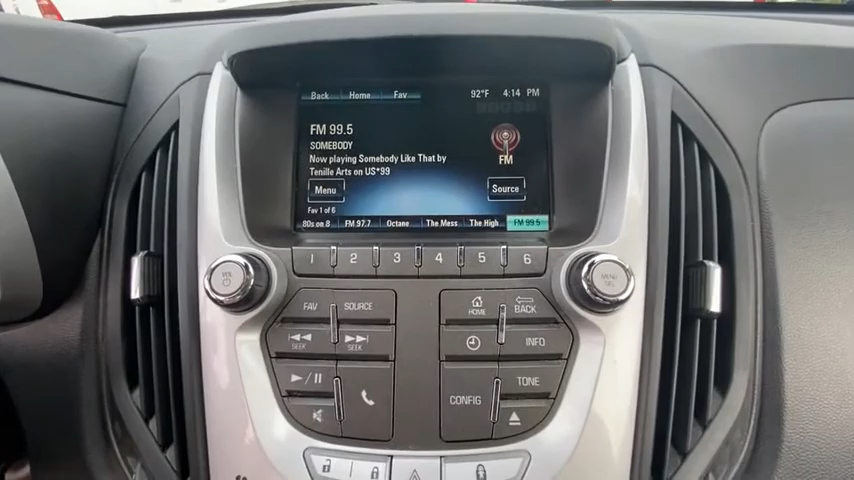 Back Home Fav 92°F 4:14 PM
FM 99.5
SOMEBODY
Now playing Somebody Like That by
Tenille Arts on US*99
FM
Menu Source
Fav 1 of 6
80s on 8 FM 97.7 Octane The Mess The High FM 99.5
1 2 3 4 5 6
VOL
MENU
SEL
FAV SOURCE
HOME BACK
SEEK SEEK
INFO
CONFIG TONE